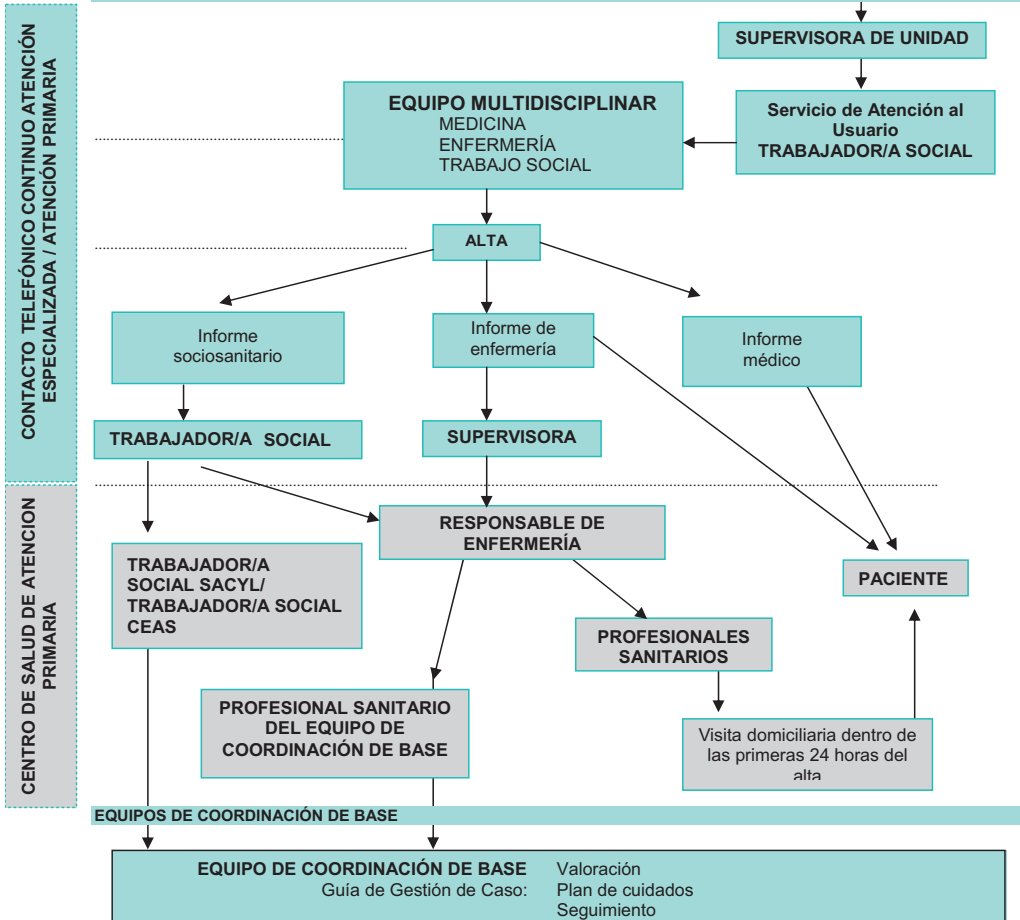 CONTACTO TELEFÓNICO CONTINUO ATENCIÓN
ESPECIALIZADA / ATENCIÓN PRIMARIA
SUPERVISORA DE UNIDAD
EQUIPO MULTIDISCIPLINAR
MEDICINA
ENFERMERÍA
TRABAJO SOCIAL
Servicio de Atención al
Usuario
TRABAJADOR/A SOCIAL
ALTA
Informe
sociosanitario
Informe de
enfermería
Informe
médico
TRABAJADOR/A SOCIAL
SUPERVISORA
CENTRO DE SALUD DE ATENCION
PRIMARIA
RESPONSABLE DE
ENFERMERÍA
TRABAJADOR/A
SOCIAL SACYL/
TRABAJADOR/A SOCIAL
CEAS
PACIENTE
PROFESIONALES
SANITARIOS
PROFESIONAL SANITARIO
DEL EQUIPO DE
COORDINACIÓN DE BASE
Visita domiciliaria dentro de
las primeras 24 horas del
alta
EQUIPOS DE COORDINACIÓN DE BASE
EQUIPO DE COORDINACIÓN DE BASE Valoración
Guía de Gestión de Caso: Plan de cuidados
Seguimiento